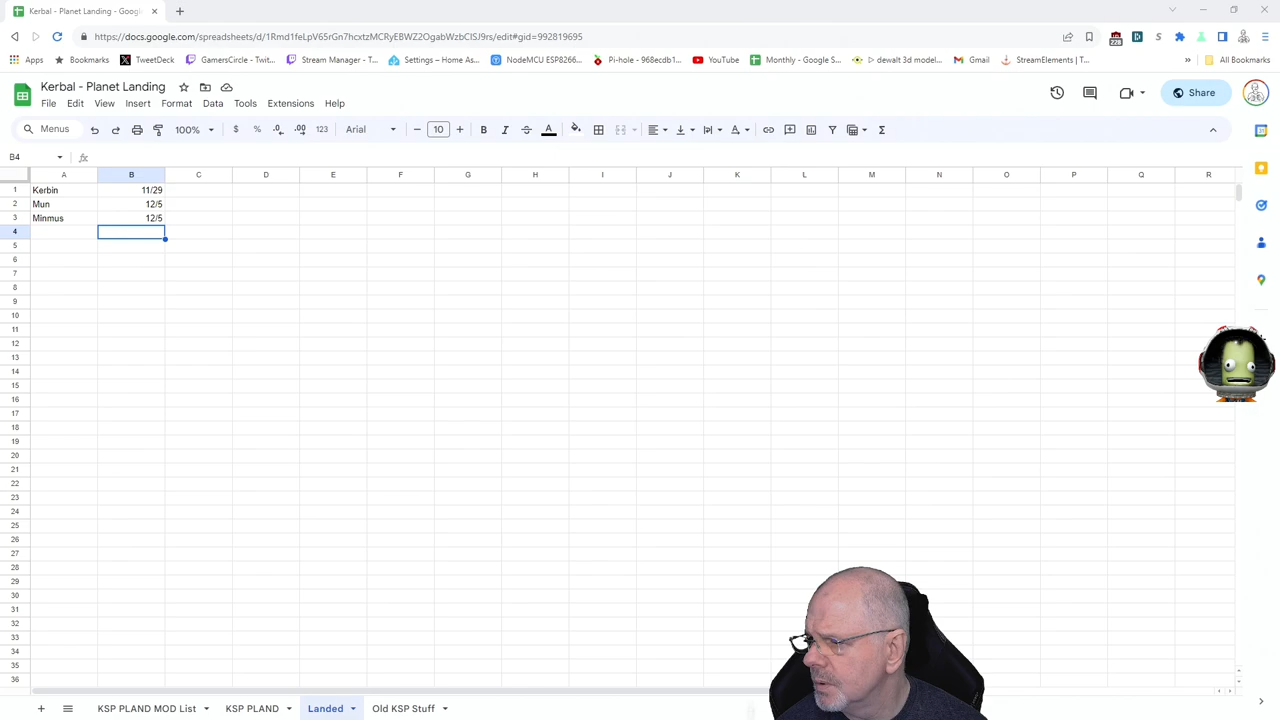 Kerbal - Planet Landing - Goog
https://docs.google.com/spreadsheets/d/1Rmd1feLpV65rGn7hcxtzMCRyEBWZ2OgabWzbClSJ9rs/edit#gid=992819695
Apps Bookmarks TweetDeck GamersCircle - Twit... Stream Manager - T... Settings – Home As... NodeMCU ESP8266... Pi-hole - 968ecdb1... YouTube Monthly - Google S... dewalt 3d model... Gmail StreamElements | T... » All Bookmarks
Kerbal - Planet Landing
Share
File Edit View Insert Format Data Tools Extensions Help
Menus 100% $ % .0 .00 123 Arial − 10 + B I A Σ
B4 fx
A B C D E F G H I J K L M N O P Q R
1 Kerbin 11/29
2 Mun 12/5
3 Minmus 12/5
4
5
6
7
8
9
10
11
12
13
14
15
16
17
18
19
20
21
22
23
24
25
26
27
28
29
30
31
32
33
34
35
36
+ KSP PLAND MOD List KSP PLAND Landed Old KSP Stuff